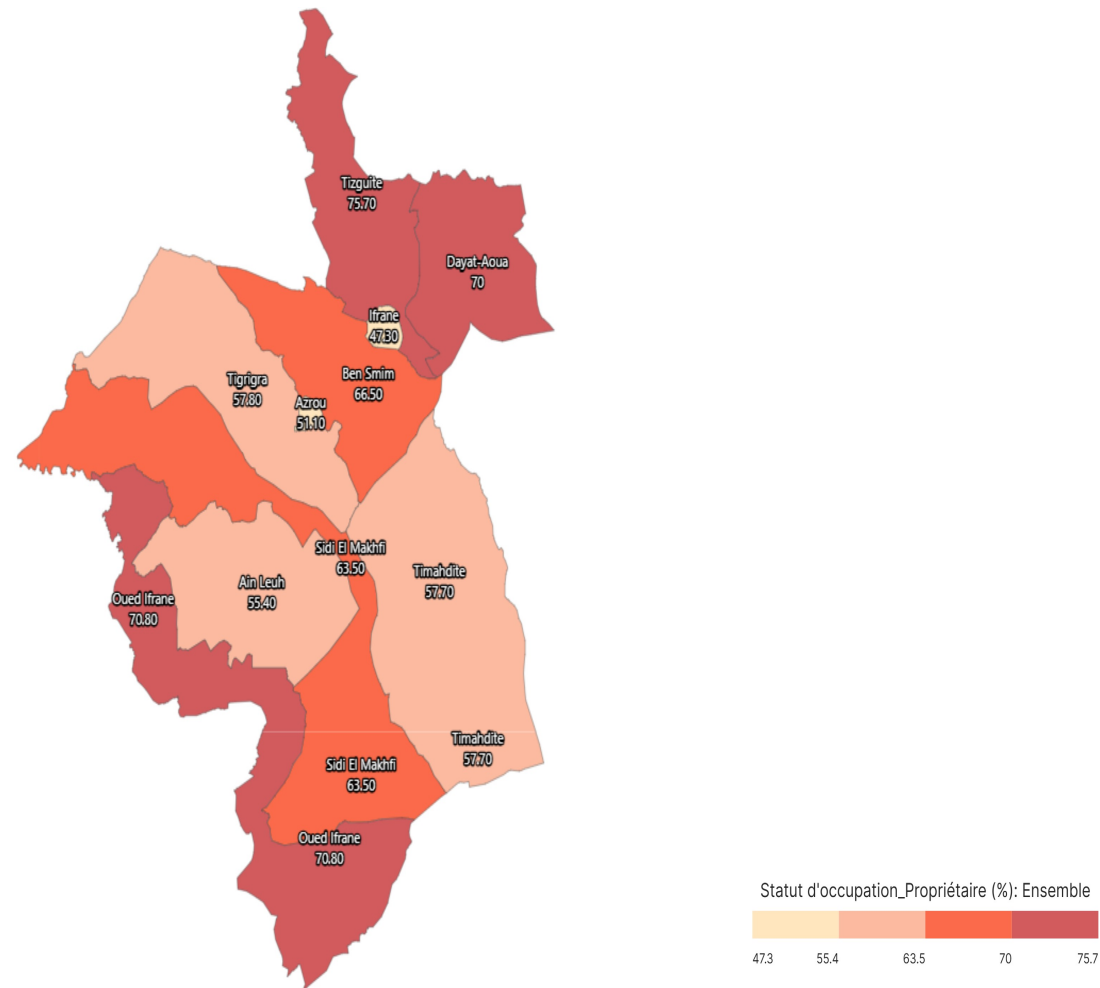 Tizguite
75.70
Dayat-Aoua
70
Ifrane
47.30
Ben Smim
66.50
Tigrigra
57.80
Azrou
51.10
Sidi El Makhfi
63.50
Timahdite
57.70
Ain Leuh
55.40
Oued Ifrane
70.80
Timahdite
57.70
Sidi El Makhfi
63.50
Oued Ifrane
70.80
Statut d'occupation_Propriétaire (%): Ensemble
47.3 55.4 63.5 70 75.7